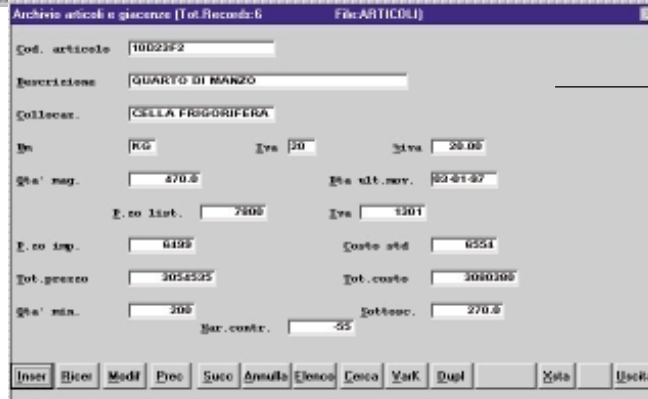 Archivio articoli e giacenze (Tot.Records:6 File:ARTICOLI)
Cod. articolo 10D23F2
Descrizione QUARTO DI MANZO
Collocaz. CELLA FRIGORIFERA
Um KG Iva 20 %iva 20.00
Qta' mag. 470.0 Dta ult.mov. 03-01-97
P.zo list. 7800 Iva 1301
P.zo imp. 6499 Costo std 6554
Tot.prezzo 3054535 Tot.costo 3080380
Qta' min. 200 Sottosc. 270.0
Mar.contr. -55
Inser Ricer Modif Prec Succ Annulla Elenco Cerca VarK Dupl Xsta Uscita